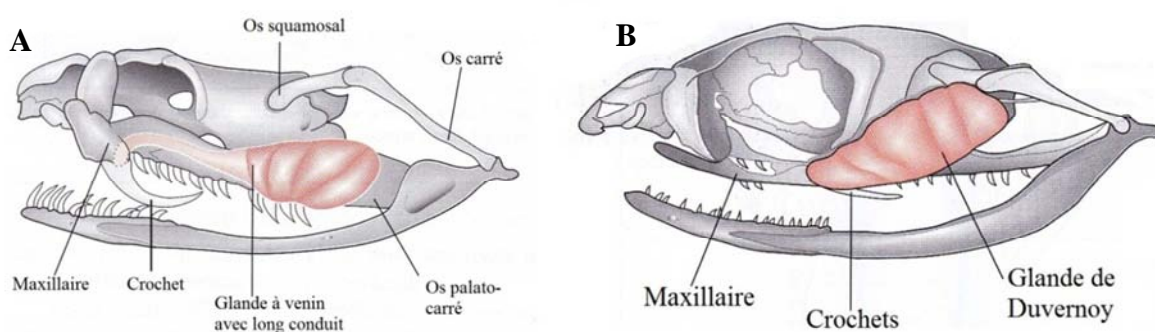 A
Os squamosal
Os carré
Maxillaire
Crochet
Glande à venin
avec long conduit
Os palato-
carré
B
Maxillaire
Crochets
Glande de
Duvernoy